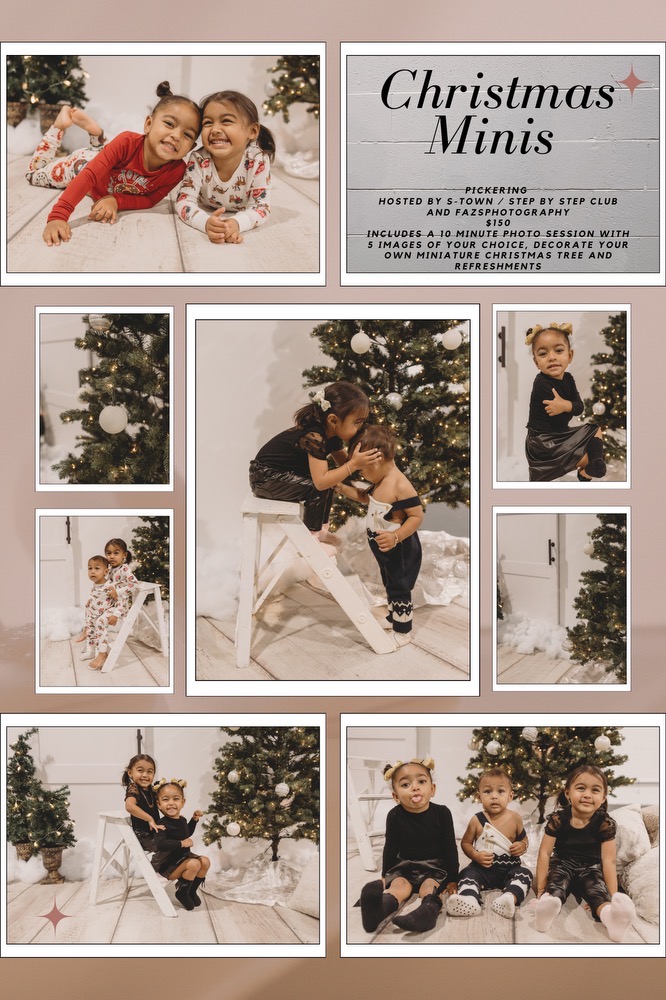 Christmas
Minis
PICKERING
HOSTED BY S-TOWN / STEP BY STEP CLUB
AND FAZSPHOTOGRAPHY
$150
INCLUDES A 10 MINUTE PHOTO SESSION WITH
5 IMAGES OF YOUR CHOICE, DECORATE YOUR
OWN MINIATURE CHRISTMAS TREE AND
REFRESHMENTS